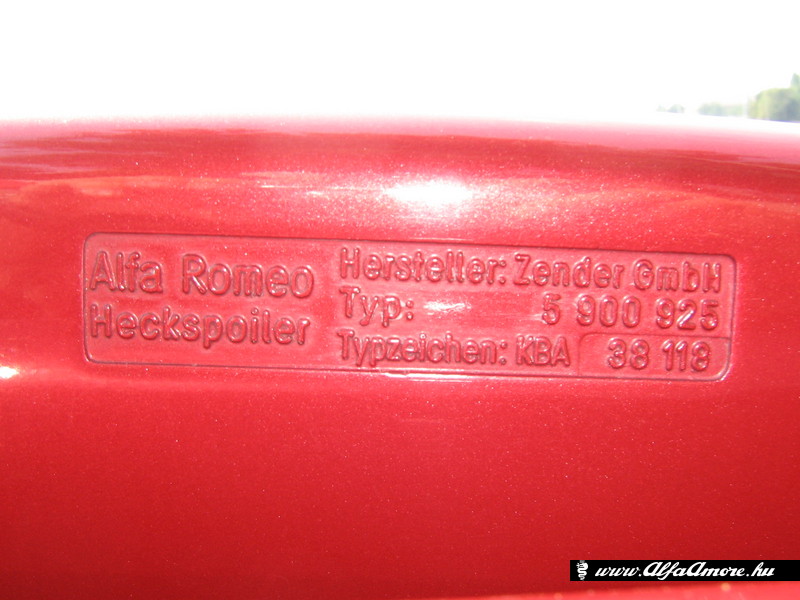 Alfa Romeo
Heckspoiler
Hersteller: Zender GmbH
Typ: 5 900 925
Typzeichen: KBA 38 118
www.AlfaAmore.hu